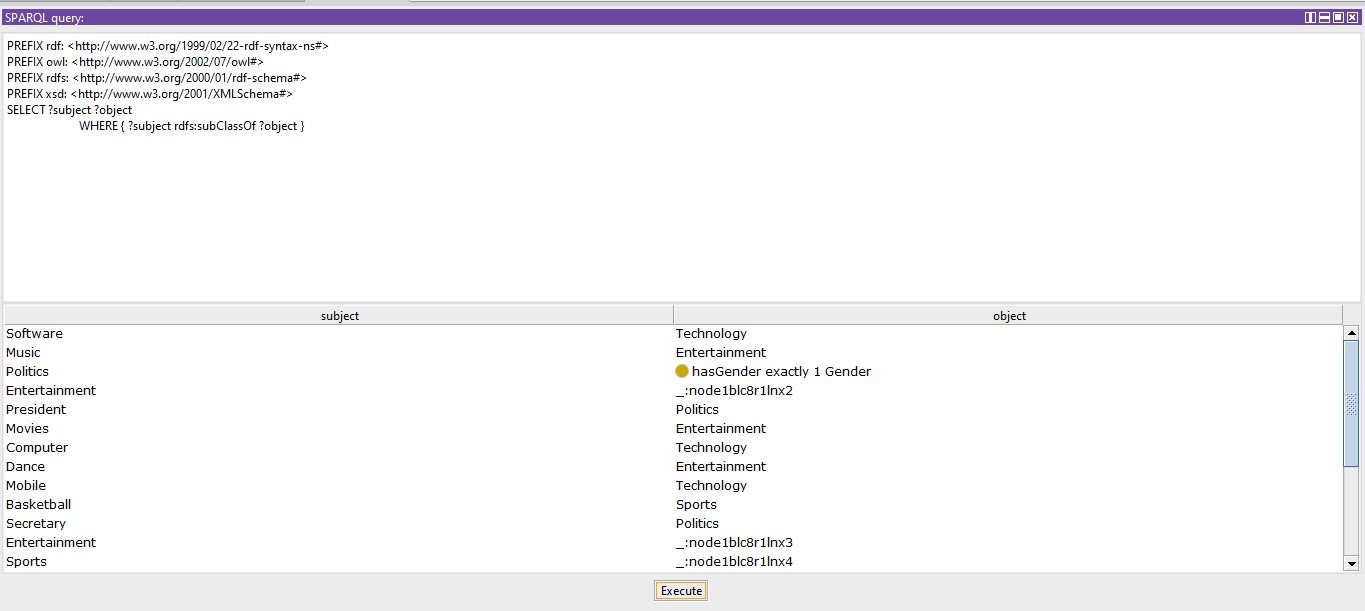 SPARQL query:
PREFIX rdf: <http://www.w3.org/1999/02/22-rdf-syntax-ns#>
PREFIX owl: <http://www.w3.org/2002/07/owl#>
PREFIX rdfs: <http://www.w3.org/2000/01/rdf-schema#>
PREFIX xsd: <http://www.w3.org/2001/XMLSchema#>
SELECT ?subject ?object
WHERE { ?subject rdfs:subClassOf ?object }
subject object
Software Technology
Music Entertainment
Politics hasGender exactly 1 Gender
Entertainment _:node1blc8r1lnx2
President Politics
Movies Entertainment
Computer Technology
Dance Entertainment
Mobile Technology
Basketball Sports
Secretary Politics
Entertainment _:node1blc8r1lnx3
Sports _:node1blc8r1lnx4
Execute